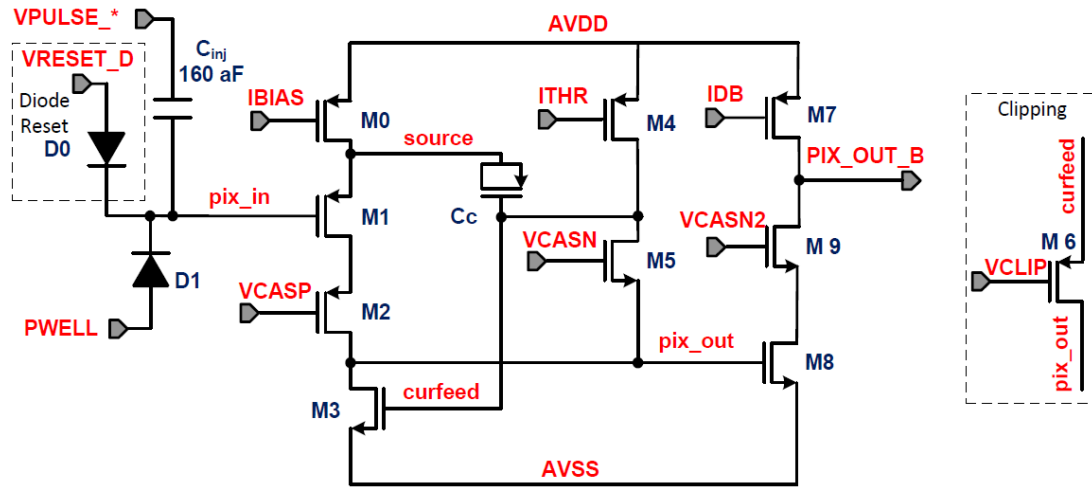 VPULSE_*
AVDD
VRESET_D
Cinj
160 aF
Diode
Reset
D0
IBIAS
M0
ITHR
M4
IDB
M7
Clipping
source
PIX_OUT_B
curfeed
pix_in
M1
Cc
VCASN
M5
VCASN2
M 9
M 6
VCLIP
D1
VCASP
M2
PWELL
pix_out
M8
pix_out
M3
curfeed
AVSS